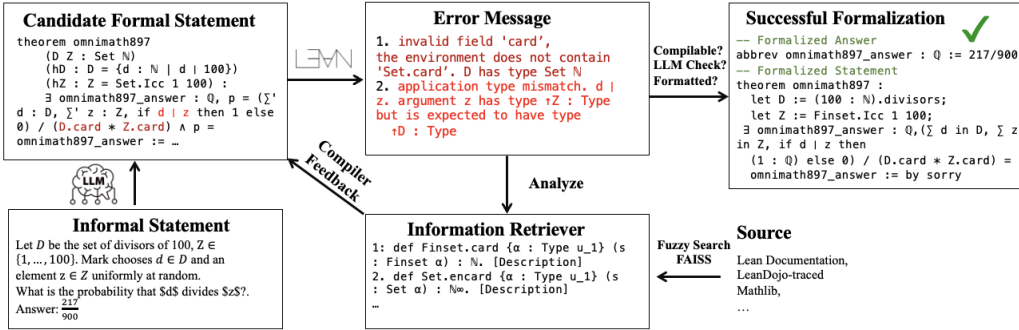 Candidate Formal Statement
theorem omnimath897
(D Z : Set ℕ)
(hD : D = {d : ℕ | d ∣ 100})
(hZ : Z = Set.Icc 1 100) :
∃ omnimath897_answer : ℚ, p = (∑'
d : D, ∑' z : Z, if d ∣ z then 1 else
0) / (D.card * Z.card) ∧ p =
omnimath897_answer := …
LEAN
Error Message
1. invalid field 'card',
the environment does not contain
'Set.card'. D has type Set ℕ
2. application type mismatch. d ∣
z. argument z has type ↑Z : Type
but is expected to have type
↑D : Type
Compilable?
LLM Check?
Formatted?
Successful Formalization
-- Formalized Answer
abbrev omnimath897_answer : ℚ := 217/900
-- Formalized Statement
theorem omnimath897 :
let D := (100 : ℕ).divisors;
let Z := Finset.Icc 1 100;
∃ omnimath897_answer : ℚ,(∑ d in D, ∑ z
in Z, if d ∣ z then
(1 : ℚ) else 0) / (D.card * Z.card) =
omnimath897_answer := by sorry
LLM
Compiler
Feedback
Analyze
Informal Statement
Let D be the set of divisors of 100, Z ∈
{1, …, 100}. Mark chooses d ∈ D and an
element z ∈ Z uniformly at random.
What is the probability that $d$ divides $z$?.
Answer: 217/900
Information Retriever
1: def Finset.card {α : Type u_1} (s
: Finset α) : ℕ. [Description]
2. def Set.encard {α : Type u_1} (s
: Set α) : ℕ∞. [Description]
…
Fuzzy Search
FAISS
Source
Lean Documentation,
LeanDojo-traced
Mathlib,
…